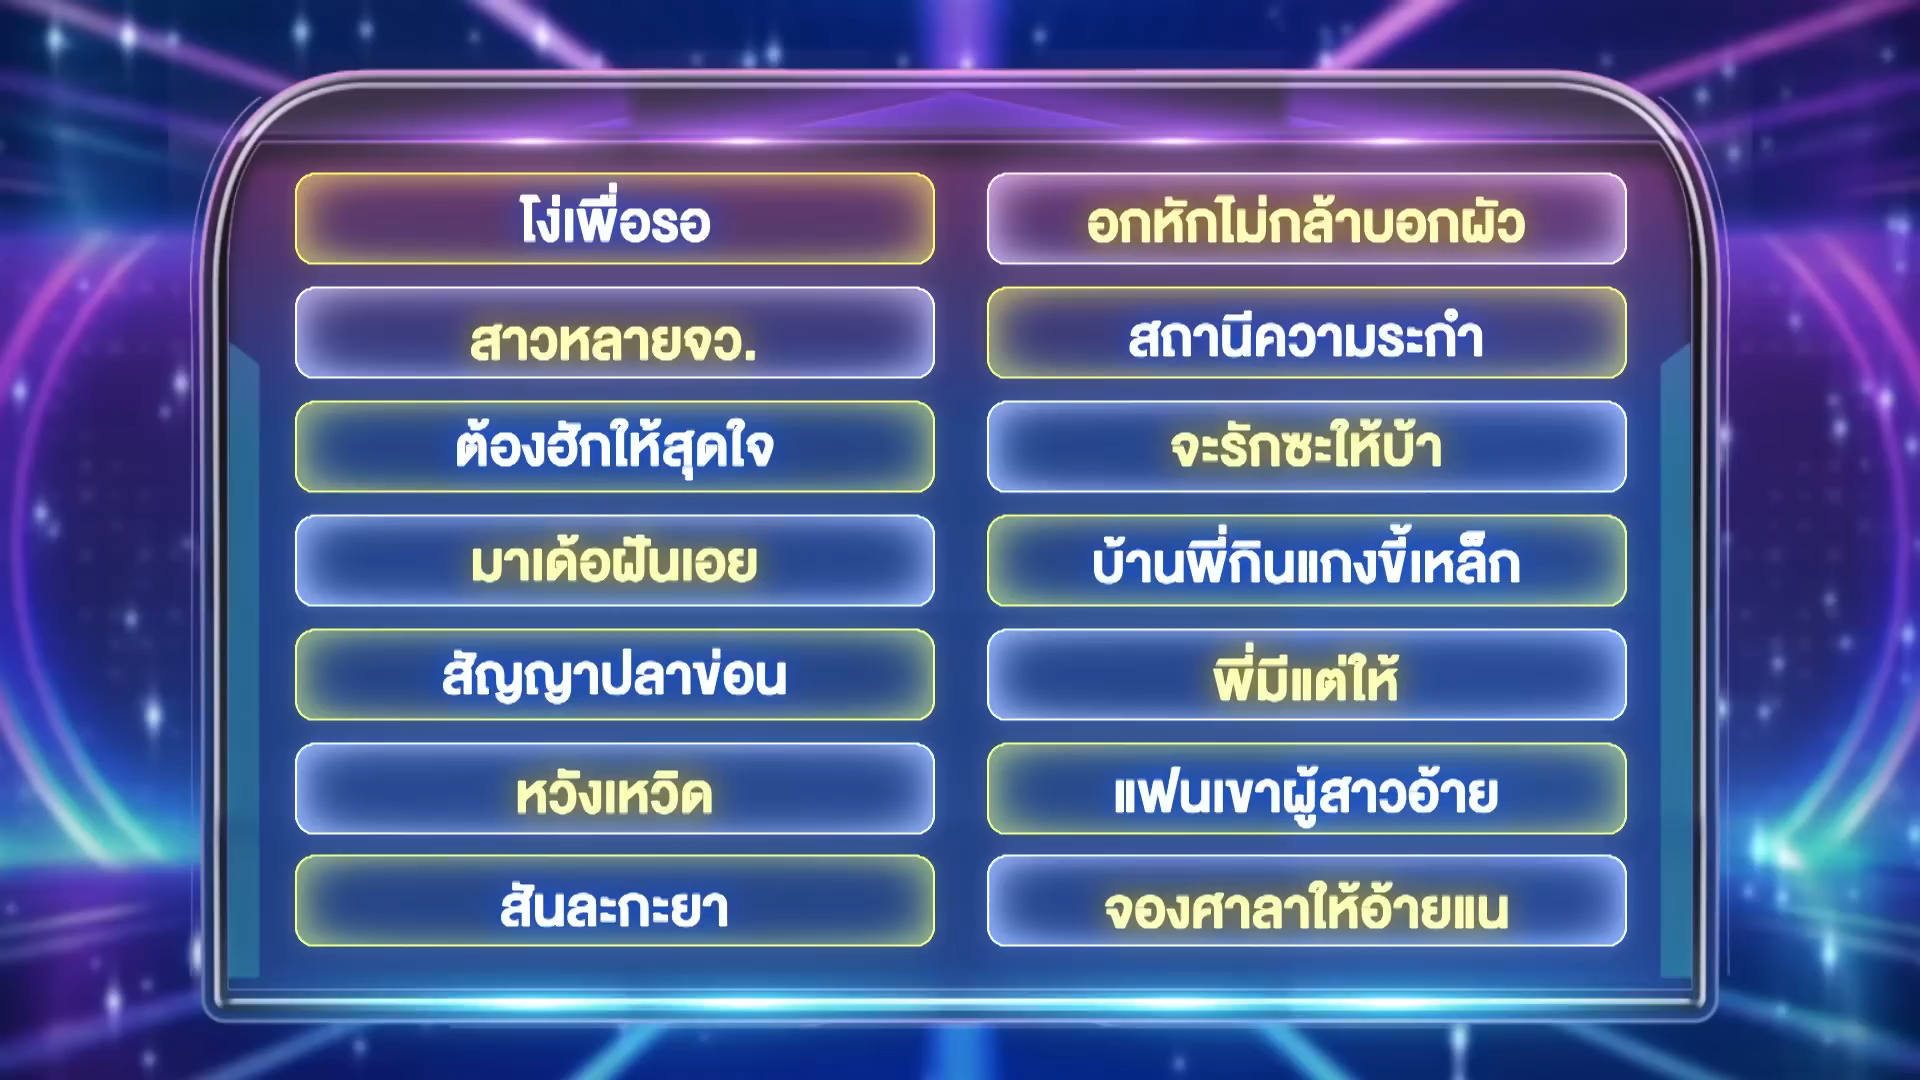 โง่เพื่อรอ
อกหักไม่กล้าบอกผัว
สาวหลายจว.
สถานีความระกำ
ต้องฮักให้สุดใจ
จะรักซะให้บ้า
มาเด้อฝันเอย
บ้านพี่กินแกงขี้เหล็ก
สัญญาปลาข่อน
พี่มีแต่ให้
หวังเหวิด
แฟนเขาผู้สาวอ้าย
สันละกะยา
จองศาลาให้อ้ายแน